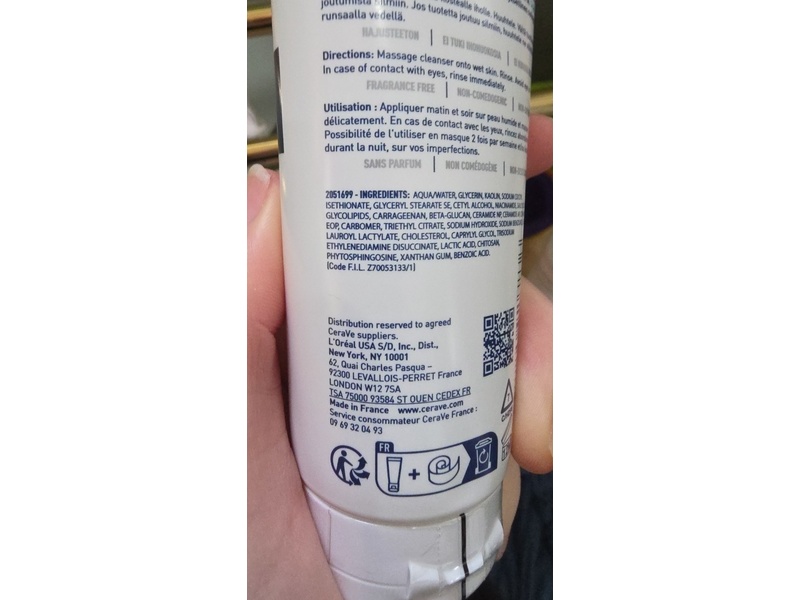 joutumista silmiin. Jos tuotetta joutuu silmiin, huuhtele
runsaalla vedellä.
HAJUSTEETON | EI TUKI IHOHUOKOSIA
Directions: Massage cleanser onto wet skin. Rinse.
In case of contact with eyes, rinse immediately.
FRAGRANCE FREE | NON-COMEDOGENIC
Utilisation : Appliquer matin et soir sur peau humide et
délicatement. En cas de contact avec les yeux, rincez
Possibilité de l'utiliser en masque 2 fois par semaine
durant la nuit, sur vos imperfections.
SANS PARFUM | NON COMÉDOGÈNE
2051699 - INGREDIENTS: AQUA/WATER, GLYCERIN, KAOLIN, SODIUM
ISETHIONATE, GLYCERYL STEARATE SE, CETYL ALCOHOL, NIACINAMIDE,
GLYCOLIPIDS, CARRAGEENAN, BETA-GLUCAN, CERAMIDE NP, CERAMIDE
EOP, CARBOMER, TRIETHYL CITRATE, SODIUM HYDROXIDE, SODIUM
LAUROYL LACTYLATE, CHOLESTEROL, CAPRYLYL GLYCOL, TRISODIUM
ETHYLENEDIAMINE DISUCCINATE, LACTIC ACID, CHITOSAN,
PHYTOSPHINGOSINE, XANTHAN GUM, BENZOIC ACID.
(Code F.I.L. Z70053133/1)
Distribution reserved to agreed
CeraVe suppliers.
L'Oréal USA S/D, Inc., Dist.,
New York, NY 10001
62, Quai Charles Pasqua –
92300 LEVALLOIS-PERRET France
LONDON W12 7SA
TSA 75000 93584 ST OUEN CEDEX FR
Made in France www.cerave.com
Service consommateur CeraVe France :
09 69 32 04 93
FR
+